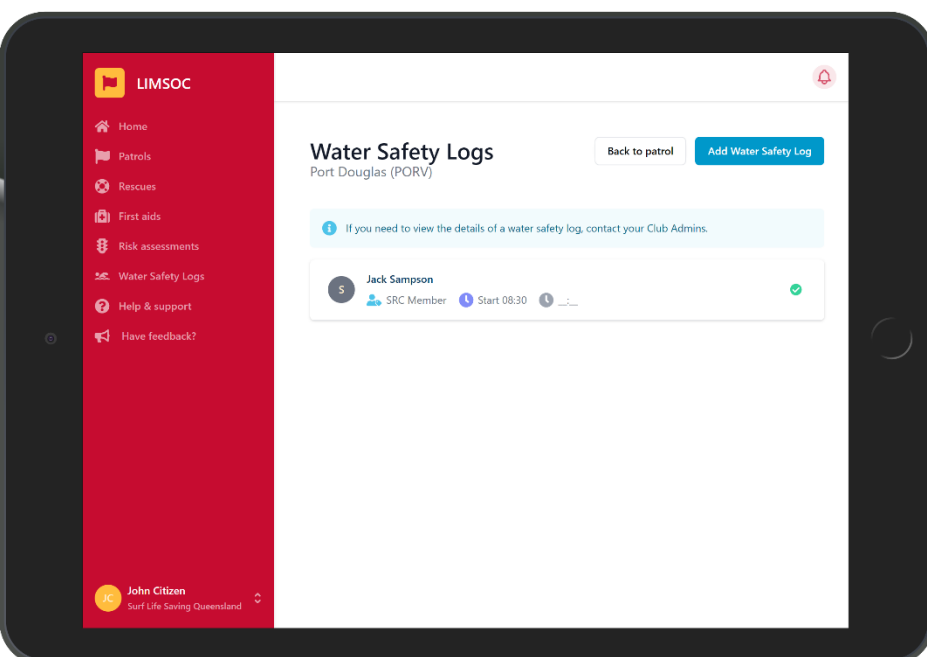 LIMSOC
Home
Patrols
Rescues
First aids
Risk assessments
Water Safety Logs
Help & support
Have feedback?
JC
John Citizen
Surf Life Saving Queensland
Water Safety Logs
Port Douglas (PORV)
Back to patrol
Add Water Safety Log
If you need to view the details of a water safety log, contact your Club Admins.
S
Jack Sampson
SRC Member Start 08:30 __:__